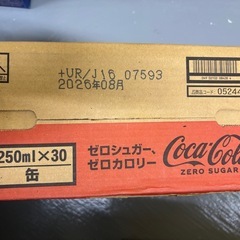 +UR/J16 07593
2026年08月
250ml×30
缶
ゼロシュガー、
ゼロカロリー
Coca-Cola
ZERO SUGAR